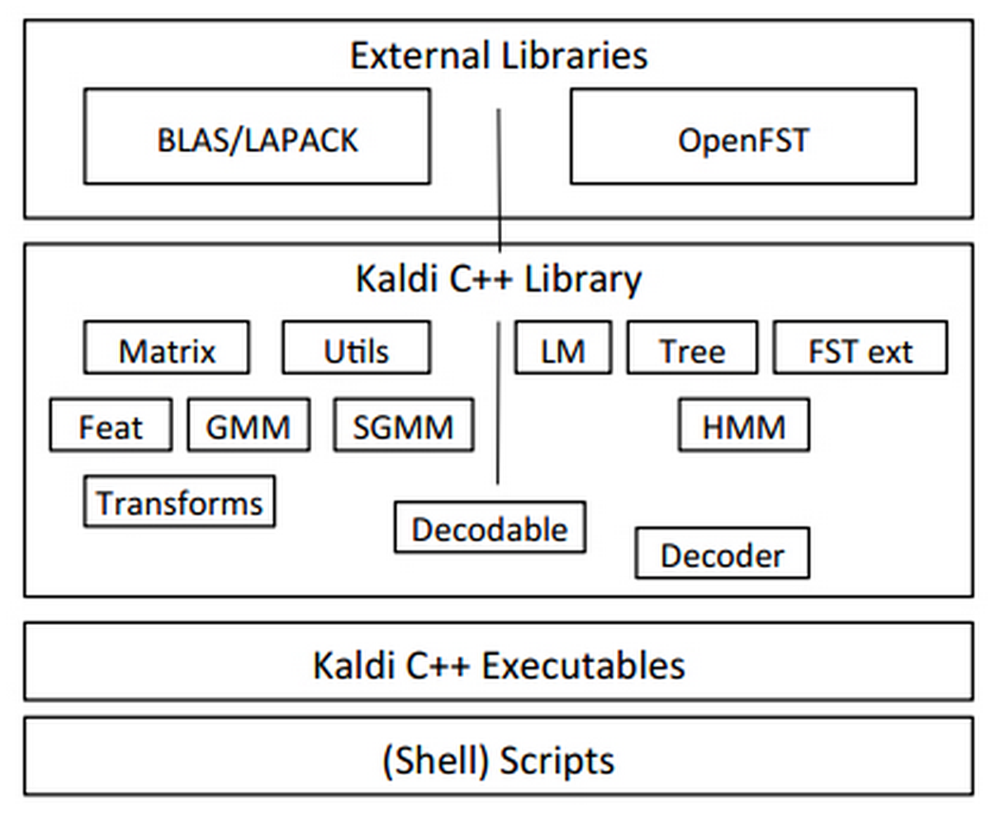 External Libraries
BLAS/LAPACK
OpenFST
Kaldi C++ Library
Matrix
Utils
LM
Tree
FST ext
Feat
GMM
SGMM
HMM
Transforms
Decodable
Decoder
Kaldi C++ Executables
(Shell) Scripts